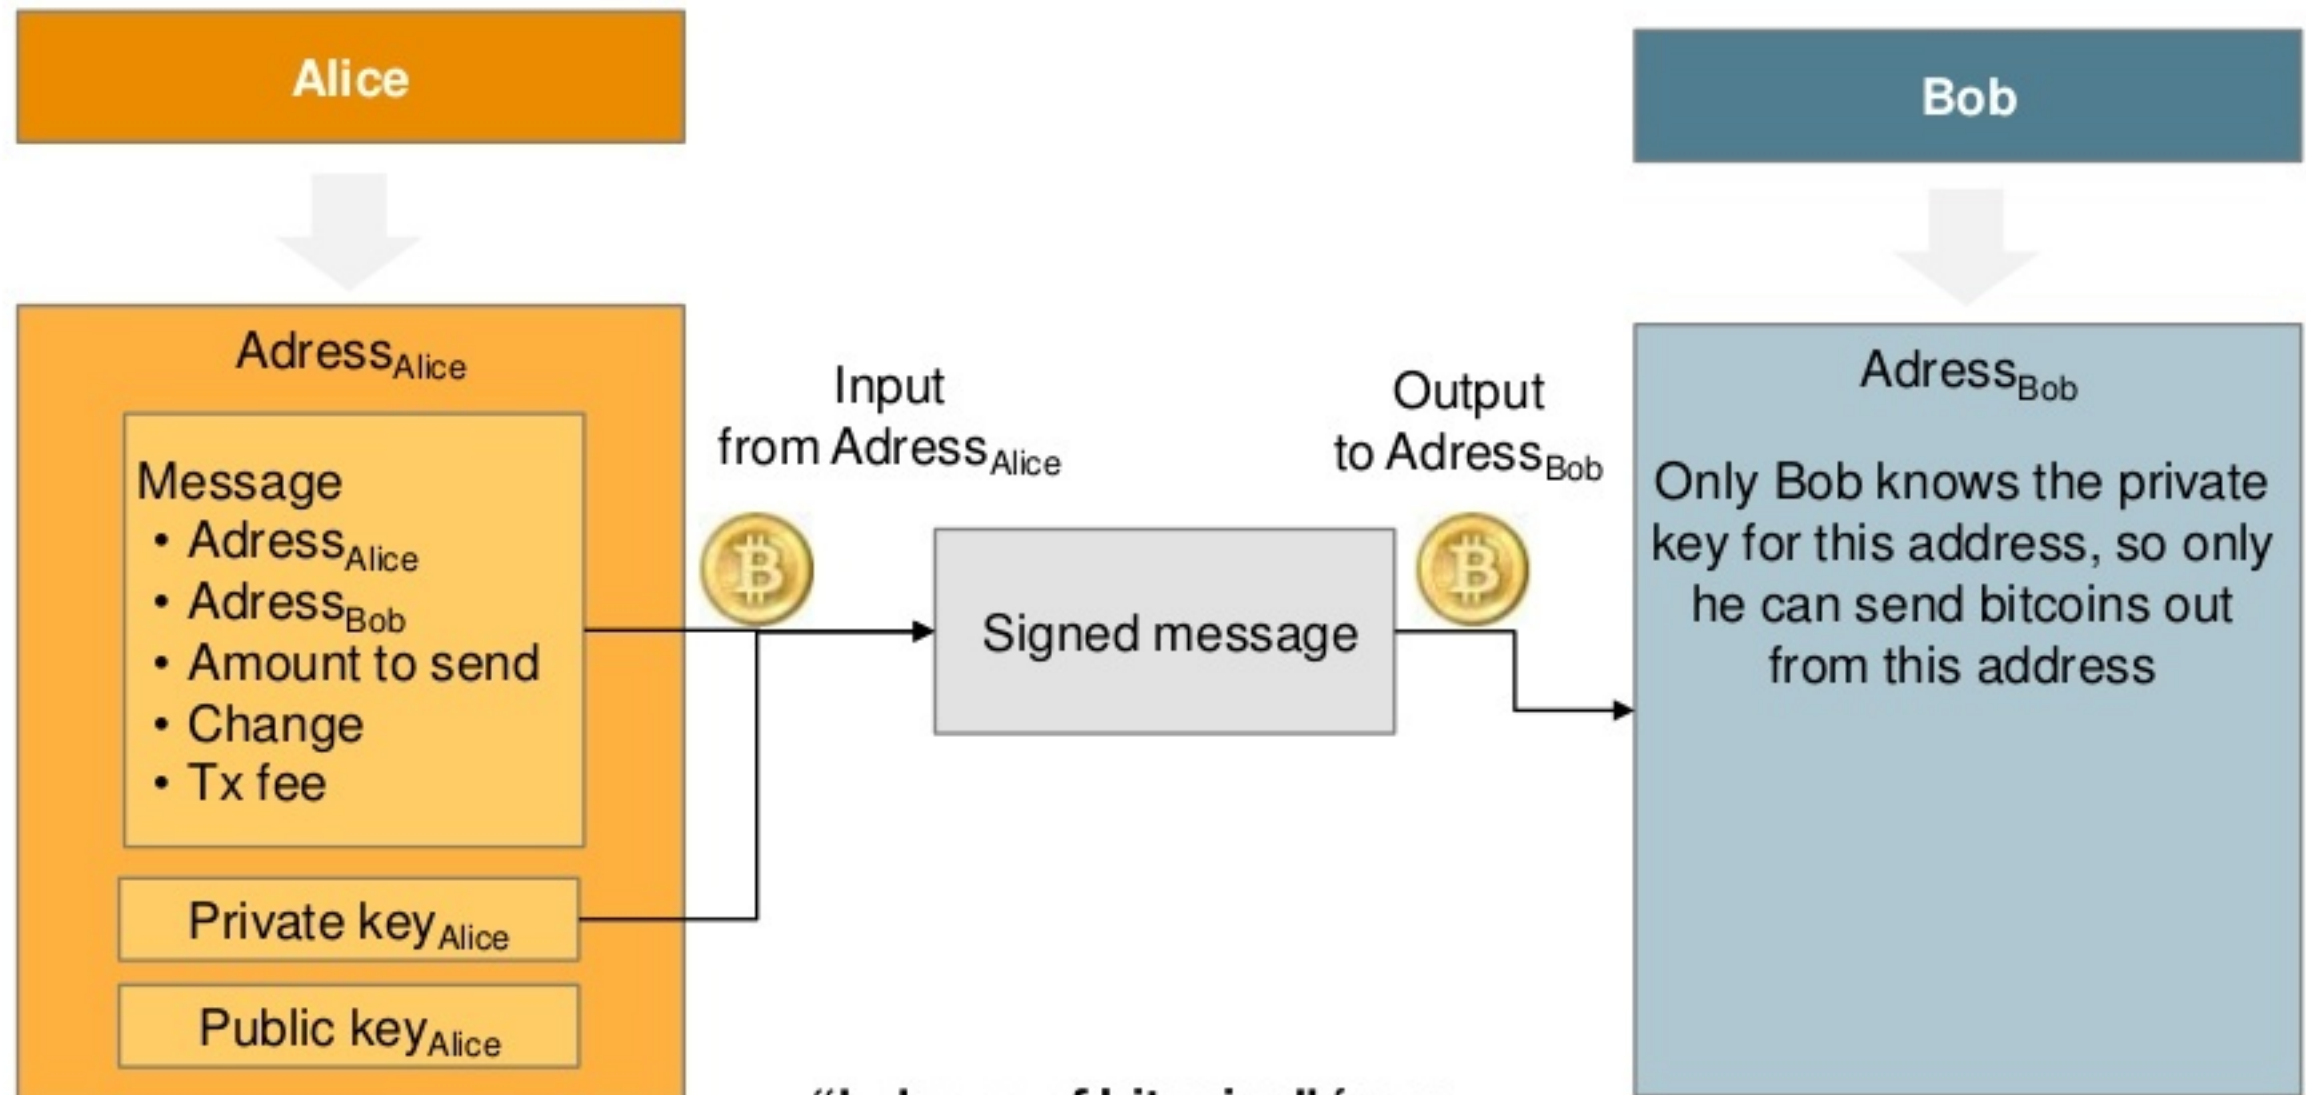 Alice
Bob
AdressAlice
Message
• AdressAlice
• AdressBob
• Amount to send
• Change
• Tx fee
Private keyAlice
Public keyAlice
Input
from AdressAlice
Signed message
Output
to AdressBob
AdressBob
Only Bob knows the private
key for this address, so only
he can send bitcoins out
from this address